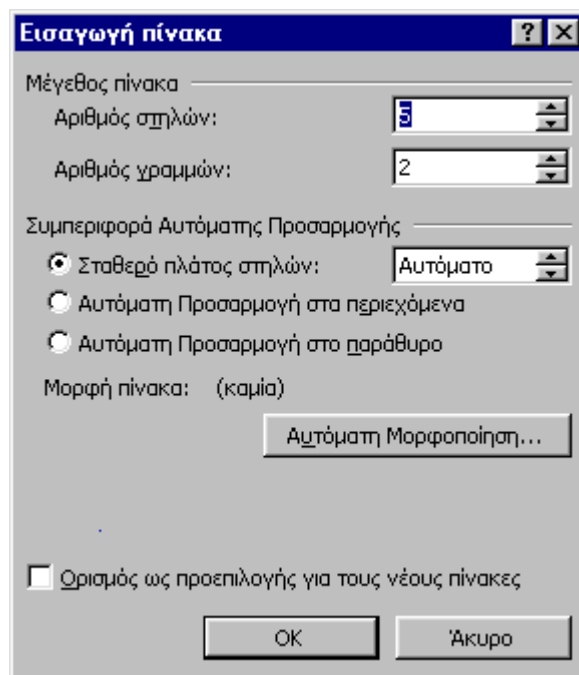 Εισαγωγή πίνακα
Μέγεθος πίνακα
Αριθμός στηλών: 5
Αριθμός γραμμών: 2
Συμπεριφορά Αυτόματης Προσαρμογής
Σταθερό πλάτος στηλών: Αυτόματο
Αυτόματη Προσαρμογή στα περιεχόμενα
Αυτόματη Προσαρμογή στο παράθυρο
Μορφή πίνακα: (καμία)
Αυτόματη Μορφοποίηση...
Ορισμός ως προεπιλογής για τους νέους πίνακες
OK Άκυρο